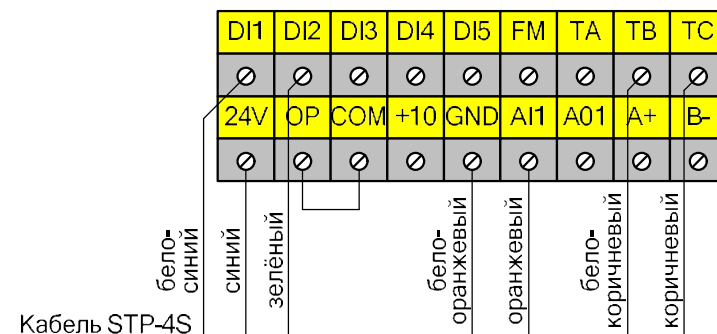 DI1 DI2 DI3 DI4 DI5 FM TA TB TC
24V OP COM +10 GND AI1 A01 A+ B-
бело-
синий
синий
зелёный
бело-
оранжевый
оранжевый
бело-
коричневый
коричневый
Кабель STP-4S